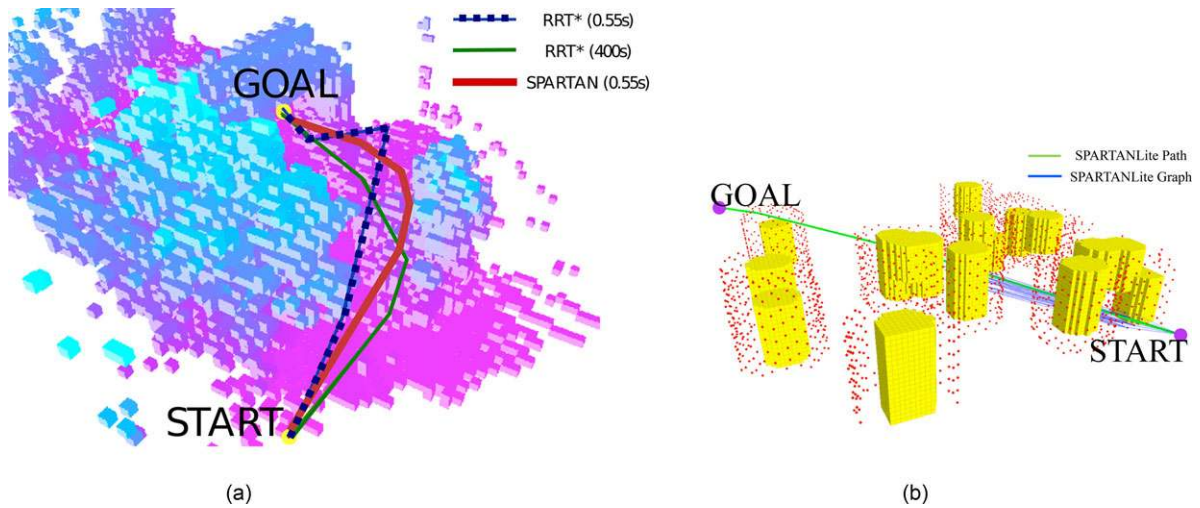 RRT* (0.55s)
RRT* (400s)
SPARTAN (0.55s)
GOAL
START
(a)
SPARTANLite Path
SPARTANLite Graph
GOAL
START
(b)